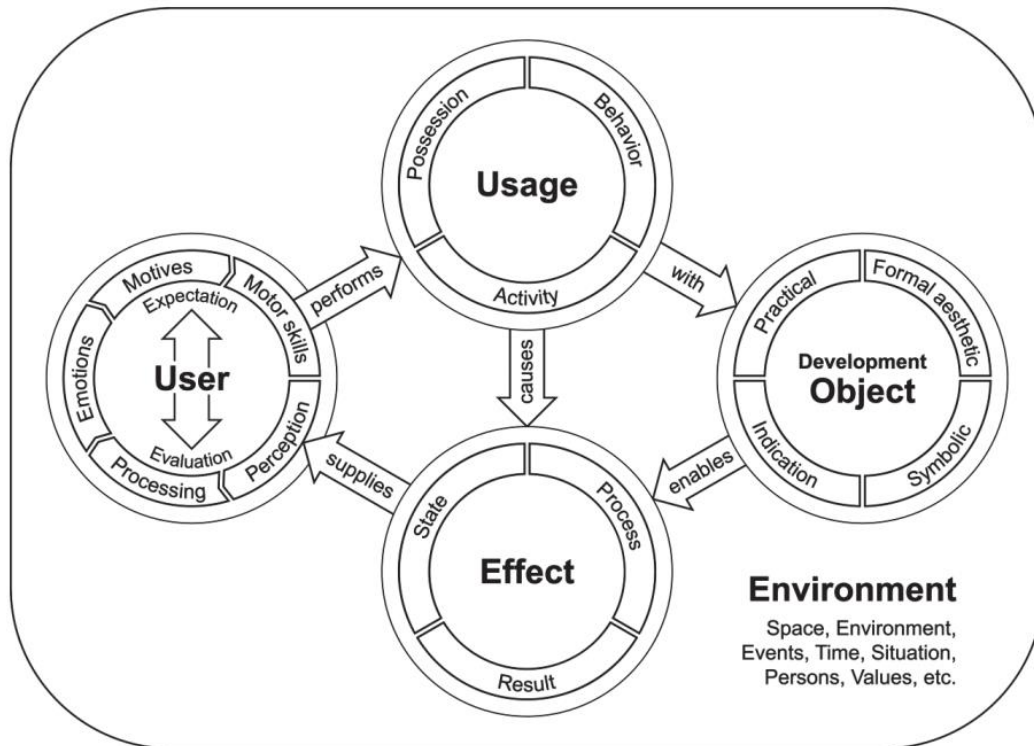 Possession
Behavior
Usage
Activity
performs
with
causes
Motives
Motor skills
Expectation
Emotions
User
Evaluation
Processing
Perception
Practical
Formal aesthetic
Development
Object
Indication
Symbolic
supplies
enables
State
Process
Effect
Result
Environment
Space, Environment,
Events, Time, Situation,
Persons, Values, etc.